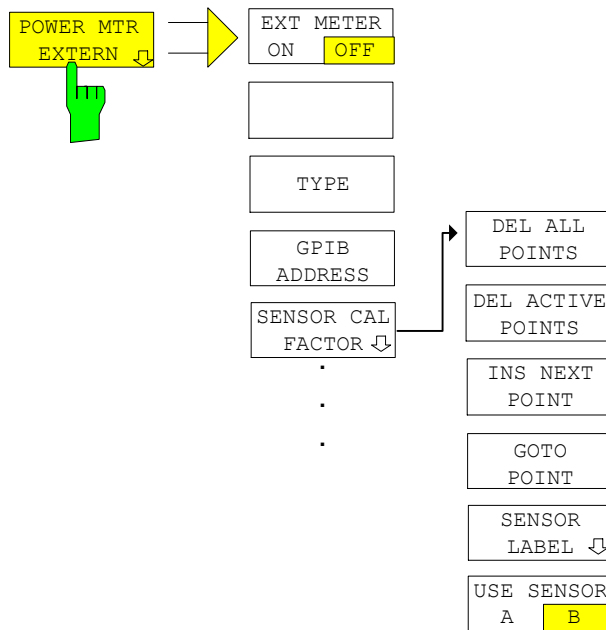 POWER MTR
EXTERN
EXT METER
ON OFF
TYPE
GPIB
ADDRESS
SENSOR CAL
FACTOR
.
.
.
DEL ALL
POINTS
DEL ACTIVE
POINTS
INS NEXT
POINT
GOTO
POINT
SENSOR
LABEL
USE SENSOR
A B